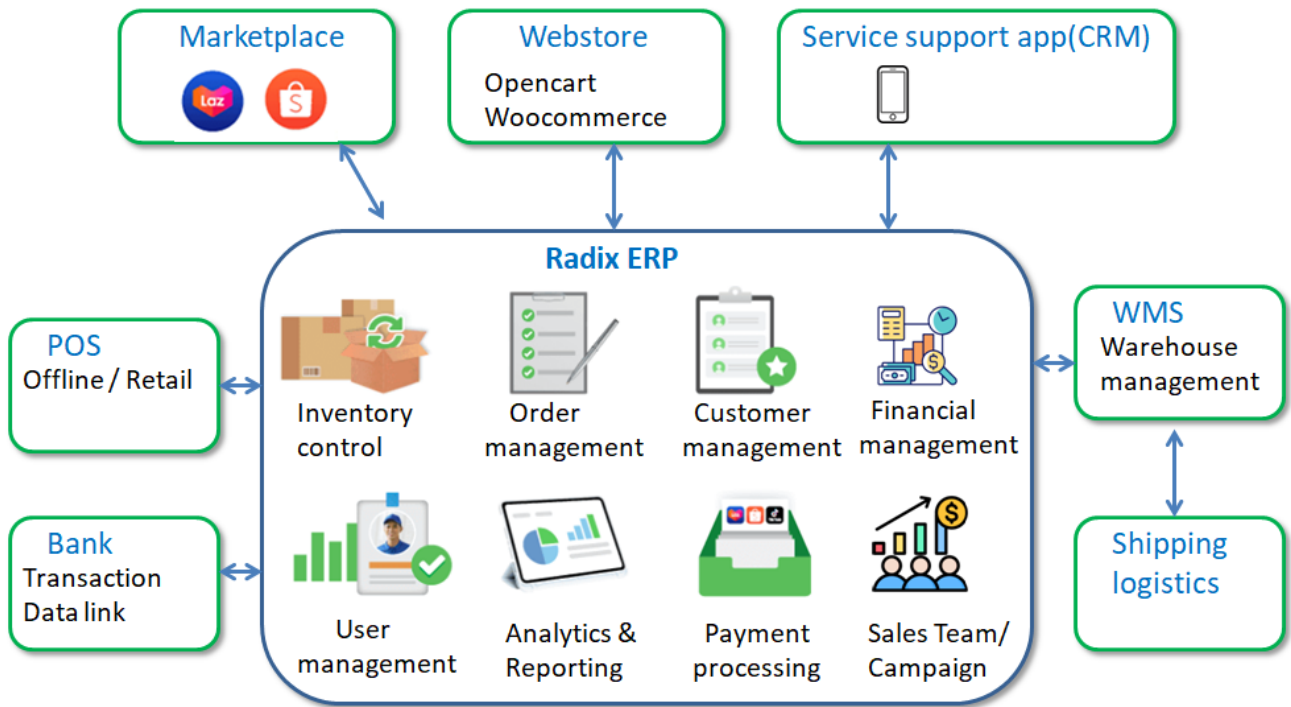 Marketplace
Laz
S
Webstore
Opencart
Woocommerce
Service support app(CRM)
Radix ERP
POS
Offline / Retail
Bank
Transaction
Data link
Inventory
control
Order
management
Customer
management
Financial
management
User
management
Analytics &
Reporting
Payment
processing
Sales Team/
Campaign
WMS
Warehouse
management
Shipping
logistics